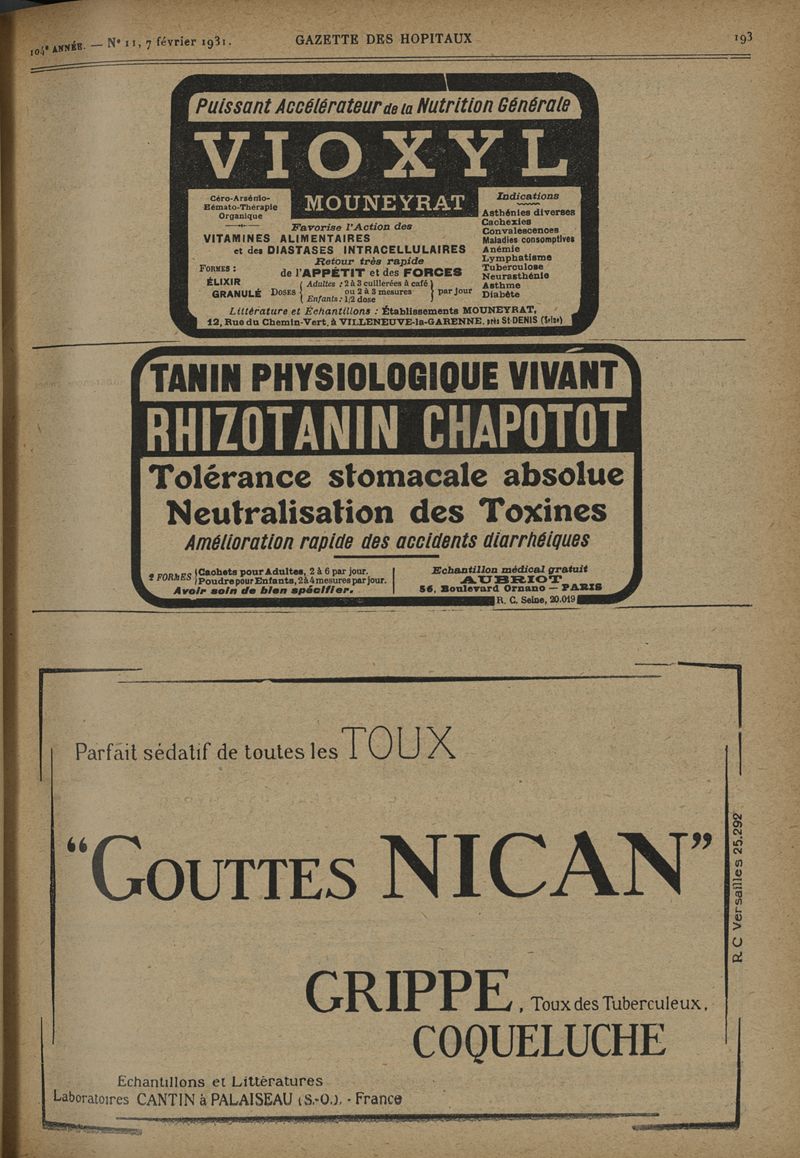 104e ANNÉE. — N° 11, 7 février 1931.
GAZETTE DES HOPITAUX
193
Puissant Accélérateur de la Nutrition Générale
VIOXYL
MOUNEYRAT
Céro-Arsénio-
Hémato-Thérapie
Organique
Favorise l'Action des
VITAMINES ALIMENTAIRES
et des DIASTASES INTRACELLULAIRES
Retour très rapide
de l'APPÉTIT et des FORCES
FORMES :
ÉLIXIR
GRANULÉ
DOSES
Adultes : 2 à 3 cuillérées à café
ou 2 à 3 mesures
Enfants : 1/2 dose
par jour
Indications
Asthénies diverses
Cachexies
Convalescences
Maladies consomptives
Anémie
Lymphatisme
Tuberculose
Neurasthénie
Asthme
Diabète
Littérature et Échantillons : Établissements MOUNEYRAT,
12, Rue du Chemin-Vert, à VILLENEUVE-la-GARENNE, près St-DENIS (Seine)
TANIN PHYSIOLOGIQUE VIVANT
RHIZOTANIN CHAPOTOT
Tolérance stomacale absolue
Neutralisation des Toxines
Amélioration rapide des accidents diarrhéiques
2 FORMES
Cachets pour Adultes, 2 à 6 par jour.
Poudre pour Enfants, 2 à 4 mesures par jour.
Avoir soin de bien spécifier.
Echantillon médical gratuit
AUBRIOT
56, Boulevard Ornano — PARIS
R. C. Seine, 20.019
Parfait sédatif de toutes les TOUX
"GOUTTES NICAN"
GRIPPE, Toux des Tuberculeux,
COQUELUCHE
Echantillons et Littératures
Laboratoires CANTIN à PALAISEAU (S.-O.). - France
R C Versailles 25.292